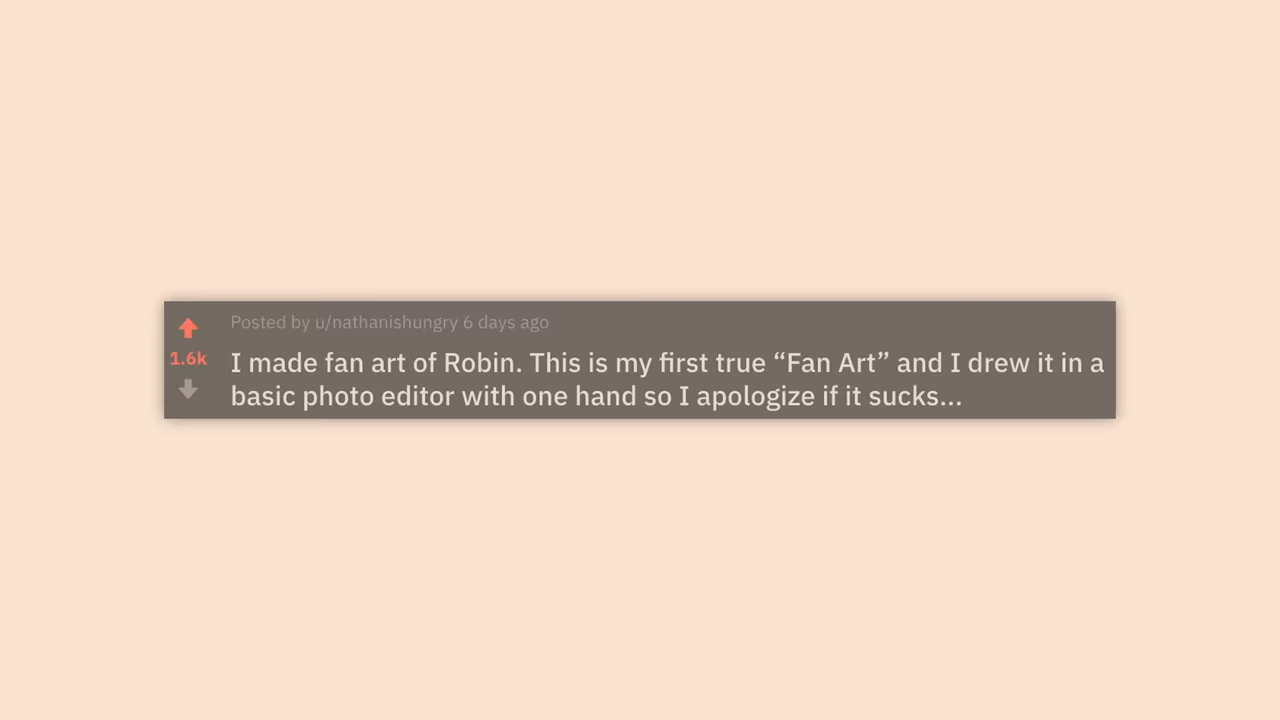 Posted by u/nathanishungry 6 days ago
1.6k
I made fan art of Robin. This is my first true “Fan Art” and I drew it in a
basic photo editor with one hand so I apologize if it sucks...